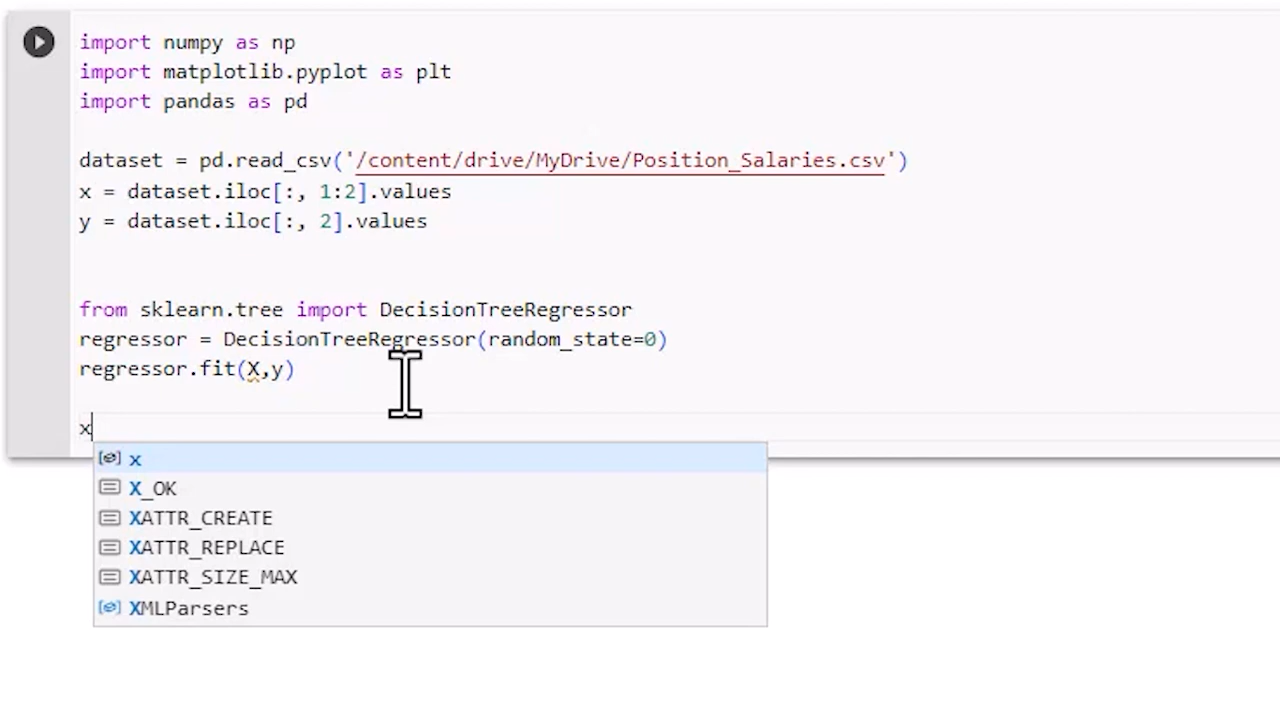 import numpy as np
import matplotlib.pyplot as plt
import pandas as pd
dataset = pd.read_csv('/content/drive/MyDrive/Position_Salaries.csv')
x = dataset.iloc[:, 1:2].values
y = dataset.iloc[:, 2].values
from sklearn.tree import DecisionTreeRegressor
regressor = DecisionTreeRegressor(random_state=0)
regressor.fit(X,y)
x
x
X_OK
XATTR_CREATE
XATTR_REPLACE
XATTR_SIZE_MAX
XMLParsers